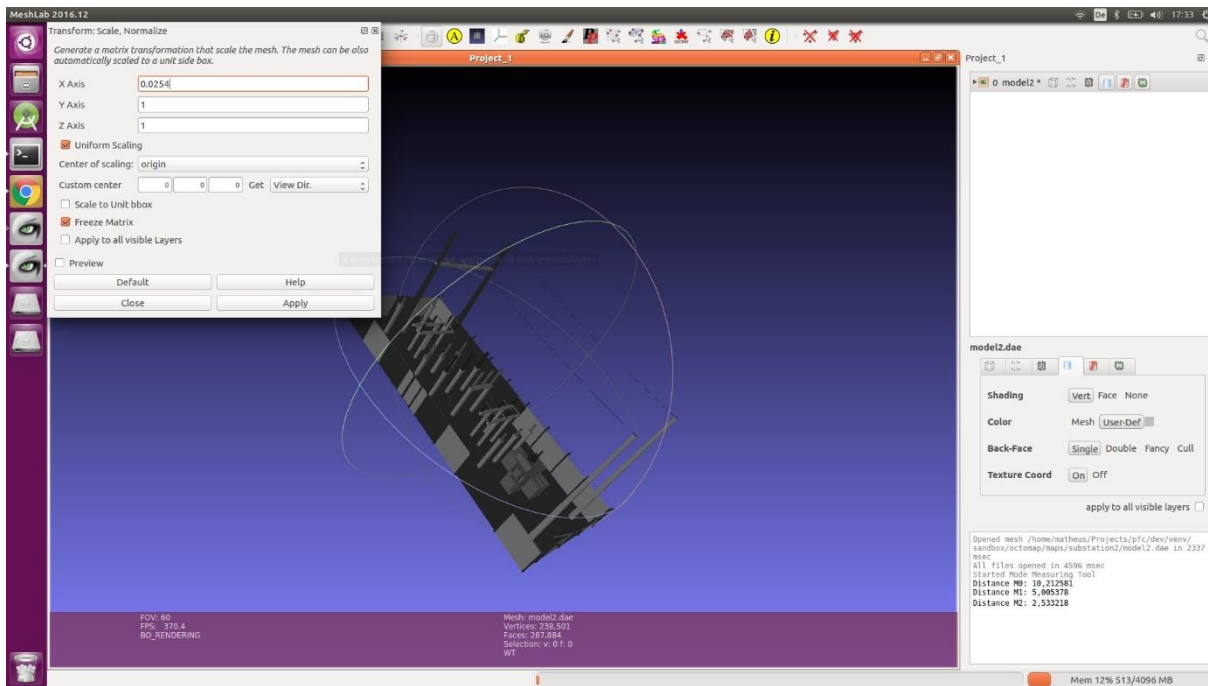 MeshLab 2016.12
De
17:33
Transform: Scale, Normalize
Generate a matrix transformation that scale the mesh. The mesh can be also
automatically scaled to a unit side box.
X Axis 0.0254
Y Axis 1
Z Axis 1
Uniform Scaling
Center of scaling: origin
Custom center 0 0 0 Get View Dir.
Scale to Unit bbox
Freeze Matrix
Apply to all visible Layers
Preview
Default Help
Close Apply
Project_1
FOV: 60
FPS: 370.4
BO_RENDERING
Mesh: model2.dae
Vertices: 238,501
Faces: 287,884
Selection: v: 0 f: 0
WT
Project_1
0 model2 *
model2.dae
Shading Vert Face None
Color Mesh User-Def
Back-Face Single Double Fancy Cull
Texture Coord On Off
apply to all visible layers
Opened mesh /home/matheus/Projects/pfc/dev/venv/
sandbox/octomap/maps/substation2/model2.dae in 2337
msec
All files opened in 4596 msec
Started Mode Measuring Tool
Distance M0: 10,212581
Distance M1: 5,005378
Distance M2: 2,533218
Mem 12% 513/4096 MB